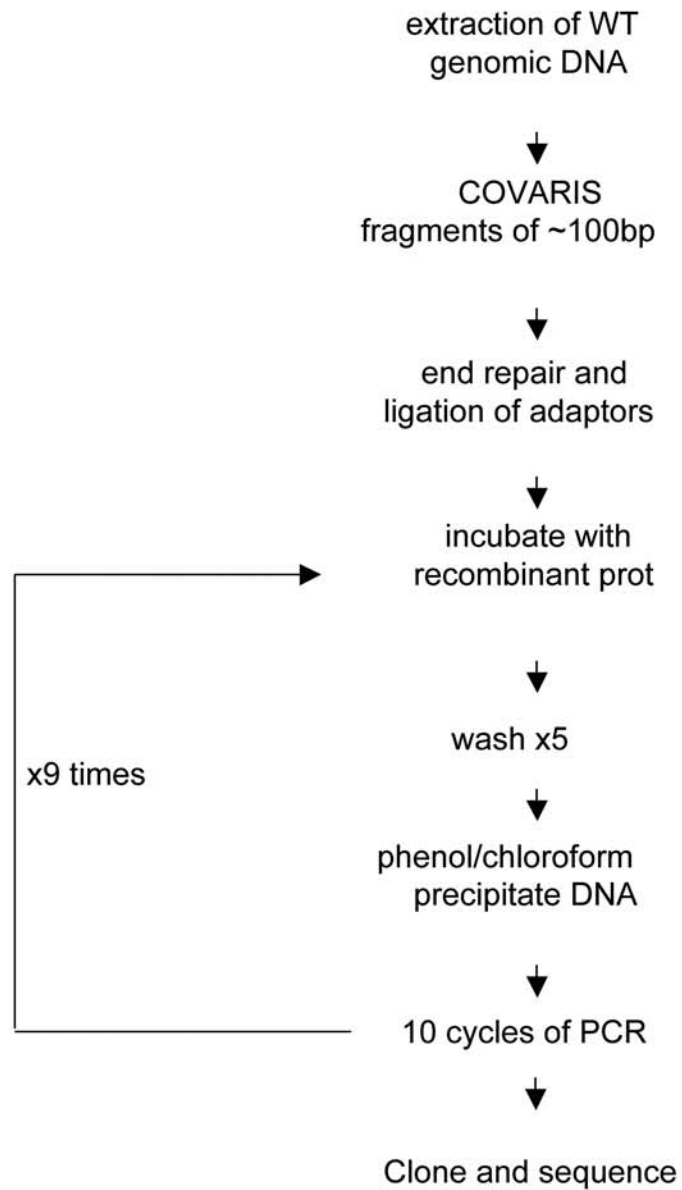 extraction of WT
genomic DNA
COVARIS
fragments of ~100bp
end repair and
ligation of adaptors
incubate with
recombinant prot
wash x5
x9 times
phenol/chloroform
precipitate DNA
10 cycles of PCR
Clone and sequence